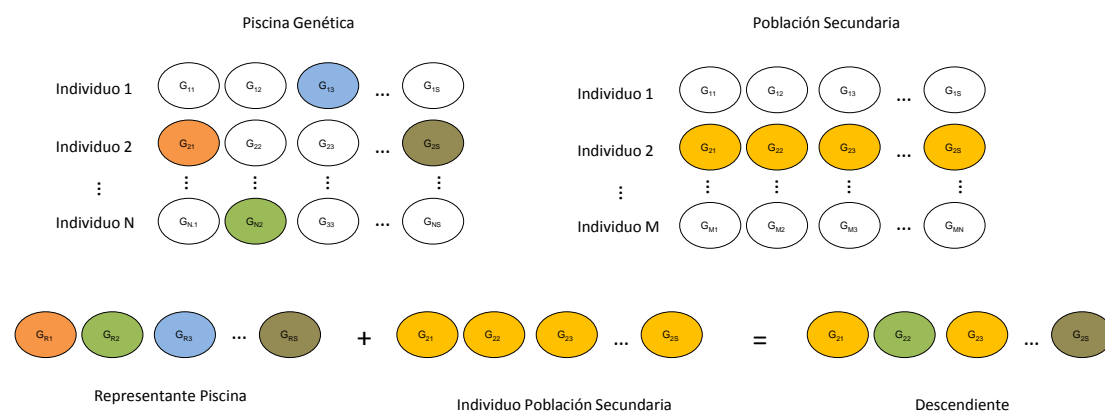 Piscina Genética
Población Secundaria
Individuo 1 G11 G12 G13 ... G1S
Individuo 1 G11 G12 G13 ... G1S
Individuo 2 G21 G22 G23 ... G2S
Individuo 2 G21 G22 G23 ... G2S
Individuo N GN.1 GN2 G33 ... GNS
Individuo M GM1 GM2 GM3 ... GMN
GR1 GR2 GR3 ... GRS + G21 G22 G23 ... G2S = G21 G22 G23 ... G2S
Representante Piscina
Individuo Población Secundaria
Descendiente